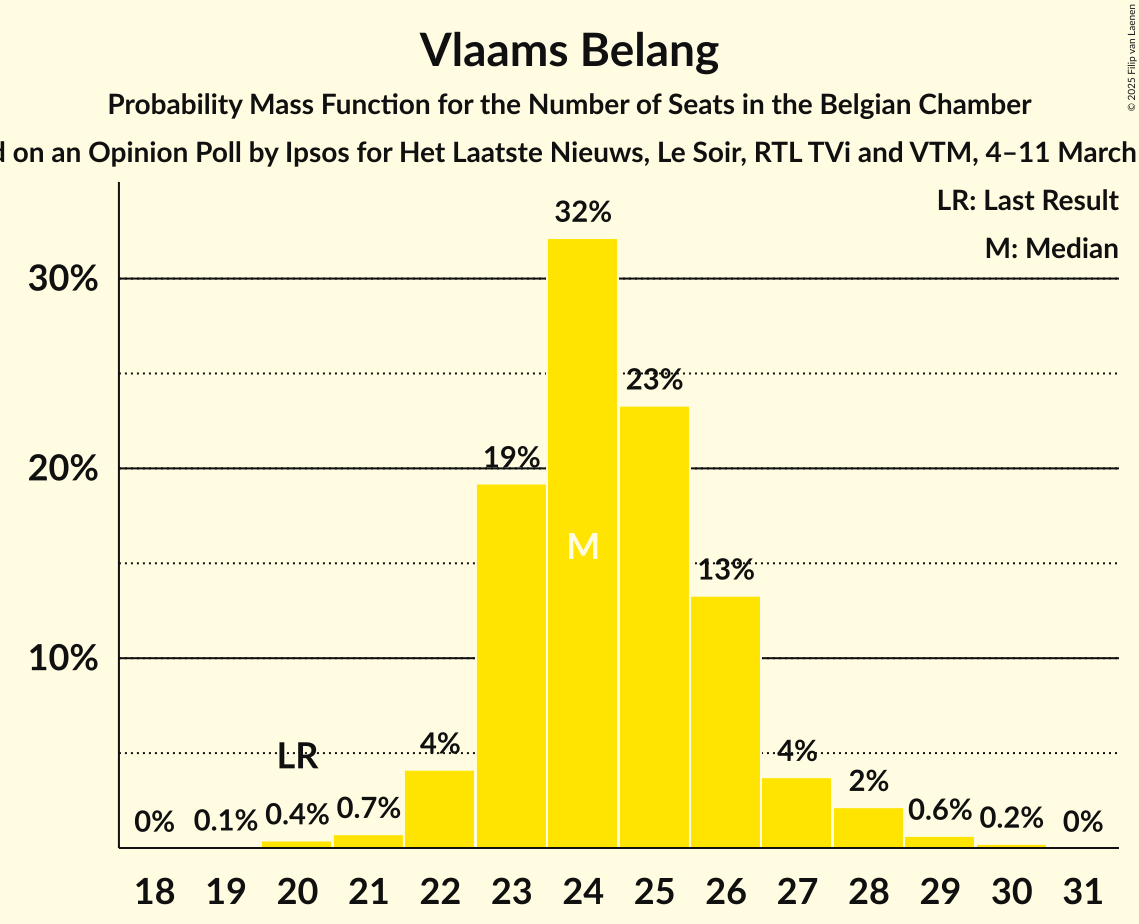 © 2025 Filip van Laenen
Vlaams Belang
Probability Mass Function for the Number of Seats in the Belgian Chamber
on an Opinion Poll by Ipsos for Het Laatste Nieuws, Le Soir, RTL TVi and VTM, 4–11 March
LR: Last Result
M: Median
30%
20%
10%
0% 0.1% 0.4% 0.7% 4% 19% 32% 23% 13% 4% 2% 0.6% 0.2% 0%
LR
M
18 19 20 21 22 23 24 25 26 27 28 29 30 31